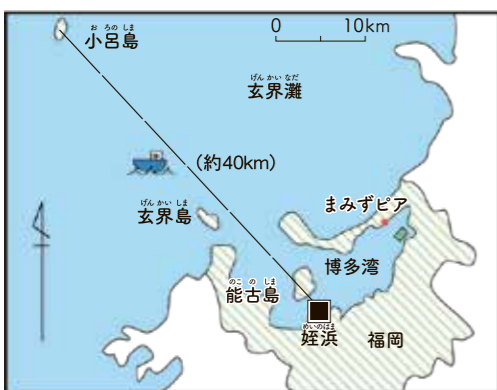 おろのしま
小呂島
0 10km
げんかいなだ
玄界灘
(約40km)
げんかいしま
玄界島
まみずピア
博多湾
のこのしま
能古島
めいのはま
姪浜
福岡